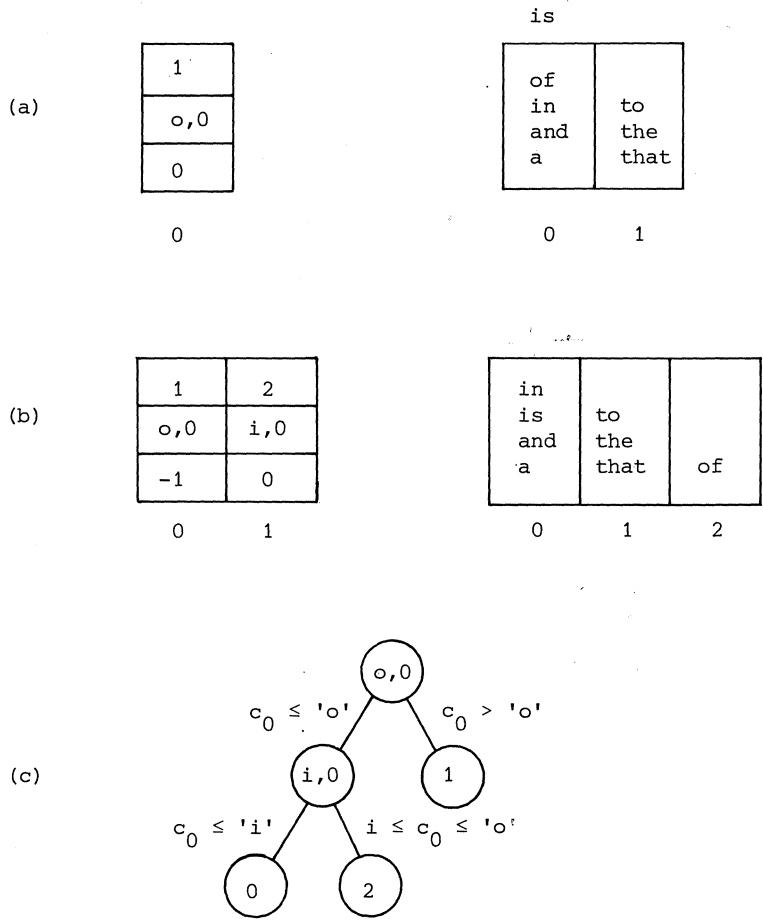 is
(a)
1
o,0
0
0
of
in
and
a
to
the
that
0 1
(b)
1 2
o,0 i,0
-1 0
0 1
in
is
and
a
to
the
that
of
0 1 2
(c)
o,0
c0 ≤ 'o' c0 > 'o'
i,0 1
c0 ≤ 'i' i ≤ c0 ≤ 'o'
0 2